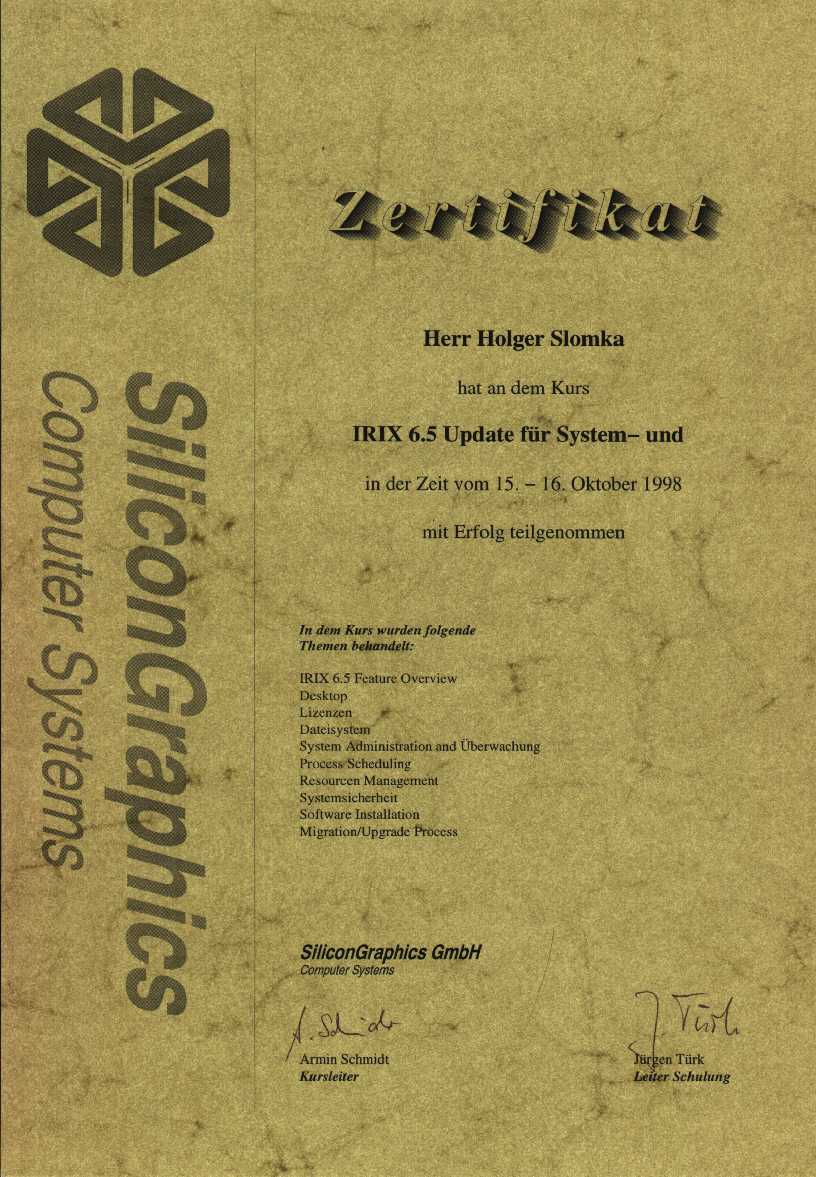 SiliconGraphics
Computer Systems
Zertifikat
Herr Holger Slomka
hat an dem Kurs
IRIX 6.5 Update für System– und
in der Zeit vom 15. – 16. Oktober 1998
mit Erfolg teilgenommen
In dem Kurs wurden folgende
Themen behandelt:
IRIX 6.5 Feature Overview
Desktop
Lizenzen
Dateisystem
System Administration and Überwachung
Process Scheduling
Resourcen Management
Systemsicherheit
Software Installation
Migration/Upgrade Process
SiliconGraphics GmbH
Computer Systems
A. Schmidt
J. Türk
Armin Schmidt
Jürgen Türk
Kursleiter
Leiter Schulung